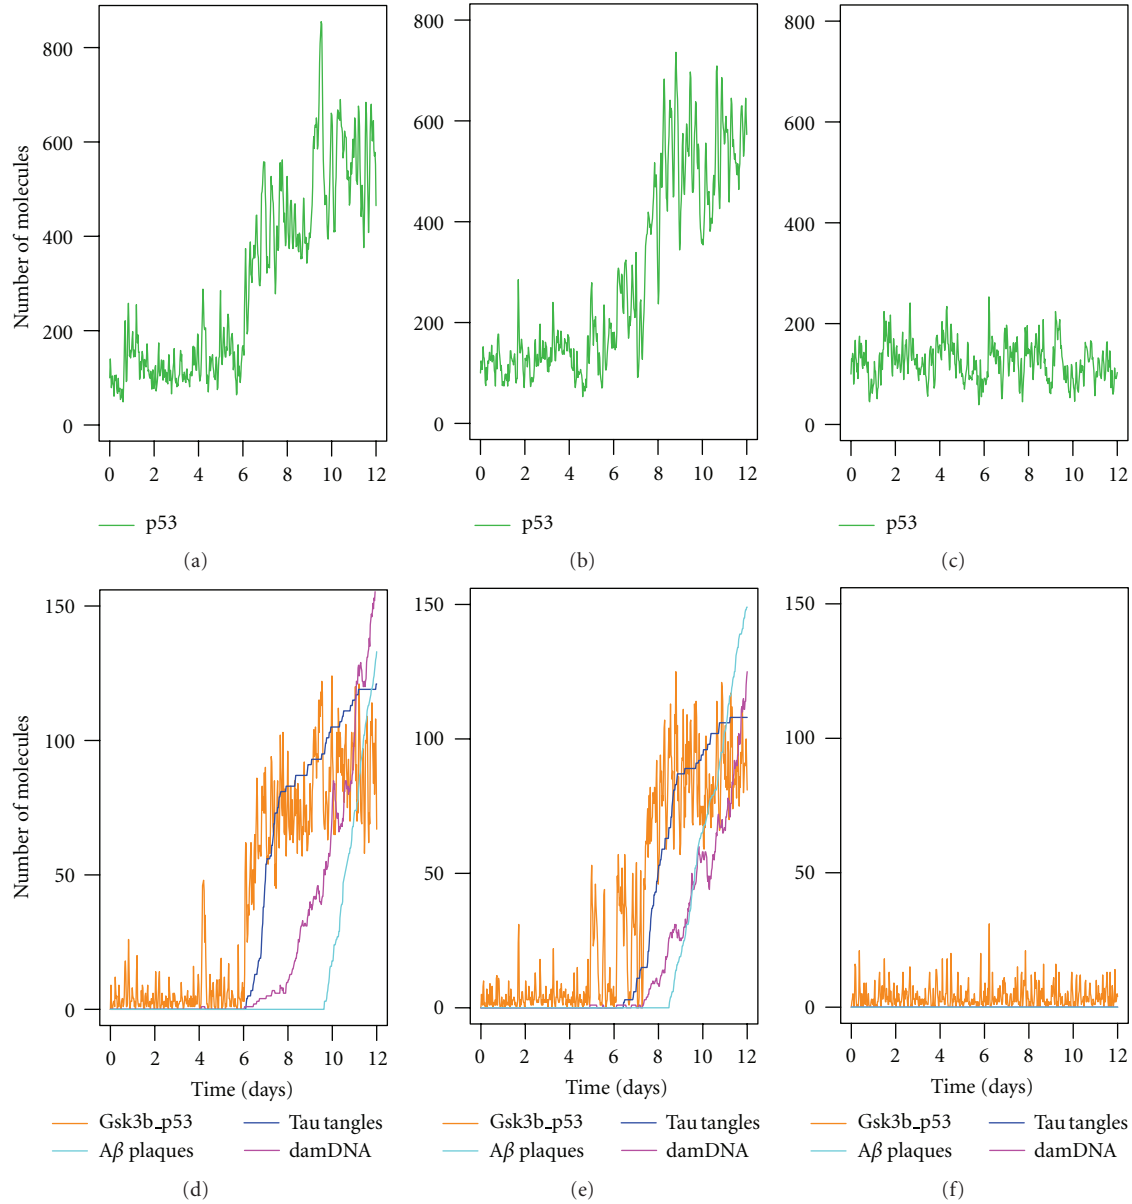 Number of molecules
800
600
400
200
0
0 2 4 6 8 10 12
p53
(a)
800
600
400
200
0
0 2 4 6 8 10 12
p53
(b)
800
600
400
200
0
0 2 4 6 8 10 12
p53
(c)
Number of molecules
150
100
50
0
0 2 4 6 8 10 12
Time (days)
Gsk3b_p53
Tau tangles
Aβ plaques
damDNA
(d)
150
100
50
0
0 2 4 6 8 10 12
Time (days)
Gsk3b_p53
Tau tangles
Aβ plaques
damDNA
(e)
150
100
50
0
0 2 4 6 8 10 12
Time (days)
Gsk3b_p53
Tau tangles
Aβ plaques
damDNA
(f)